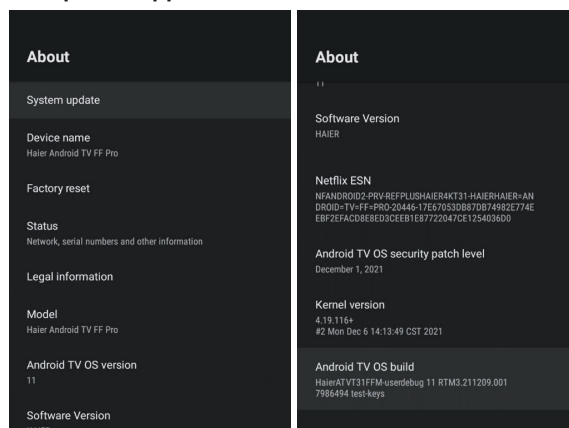 About
System update
Device name
Haier Android TV FF Pro
Factory reset
Status
Network, serial numbers and other information
Legal information
Model
Haier Android TV FF Pro
Android TV OS version
11
Software Version
About
11
Software Version
HAIER
Netflix ESN
NFANDROID2-PRV-REFPLUSHAIER4KT31-HAIERHAIER=AN
DROID=TV=FF=PRO-20446-17E67053DB87DB74982E774E
EBF2EFACD8E8ED3CEEB1E87722047CE1254036D0
Android TV OS security patch level
December 1, 2021
Kernel version
4.19.116+
#2 Mon Dec 6 14:13:49 CST 2021
Android TV OS build
HaierATVT31FFM-userdebug 11 RTM3.211209.001
7986494 test-keys